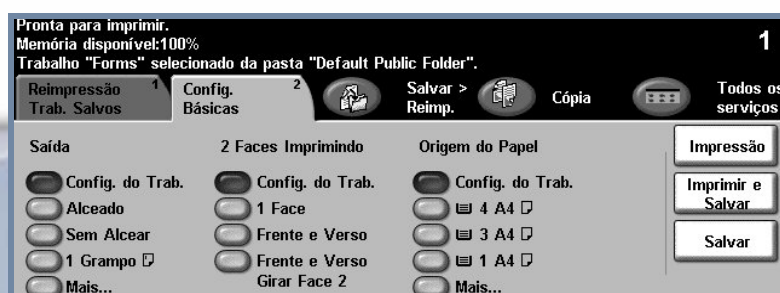 Pronta para imprimir.
Memória disponível:100%
1
Trabalho "Forms" selecionado da pasta "Default Public Folder".
Reimpressão Trab. Salvos 1
Config. Básicas 2
Salvar > Reimp.
Cópia
Todos os serviços
Saída
Config. do Trab.
Alceado
Sem Alcear
1 Grampo
Mais...
2 Faces Imprimindo
Config. do Trab.
1 Face
Frente e Verso
Frente e Verso
Girar Face 2
Origem do Papel
Config. do Trab.
4 A4
3 A4
1 A4
Mais...
Impressão
Imprimir e
Salvar
Salvar